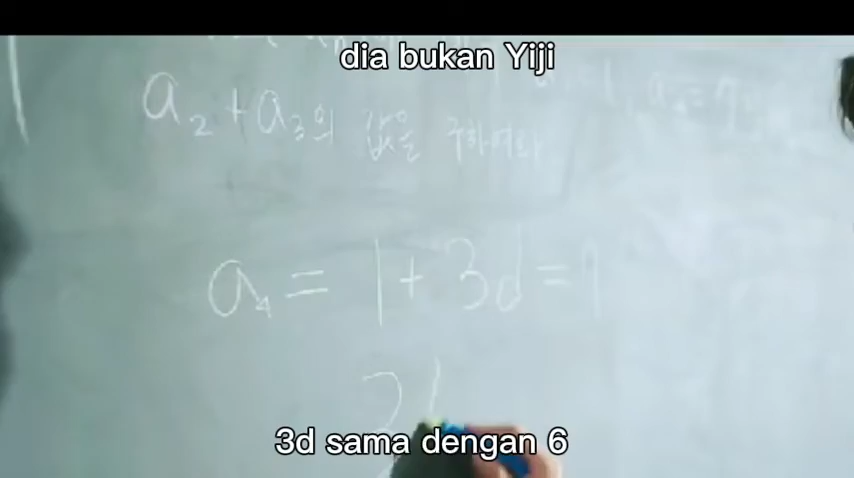 dia bukan Yiji
a₂ + a₃의 값을 구하여라
a₄ = 1 + 3d = 7
3d sama dengan 6